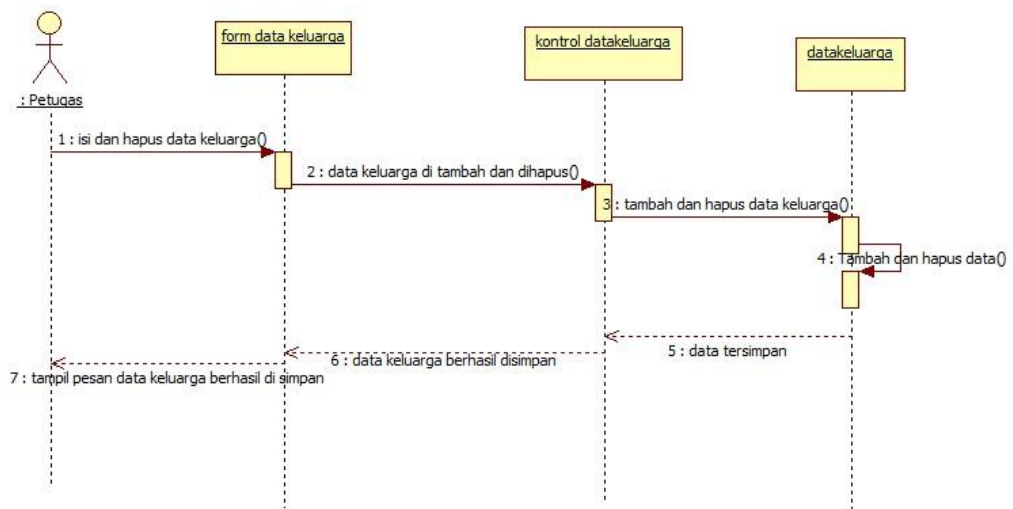 form data keluarga
kontrol datakeluarga
datakeluarga
: Petugas
1 : isi dan hapus data keluarga()
2 : data keluarga di tambah dan dihapus()
3 : tambah dan hapus data keluarga()
4 : Tambah dan hapus data()
5 : data tersimpan
6 : data keluarga berhasil disimpan
7 : tampil pesan data keluarga berhasil di simpan